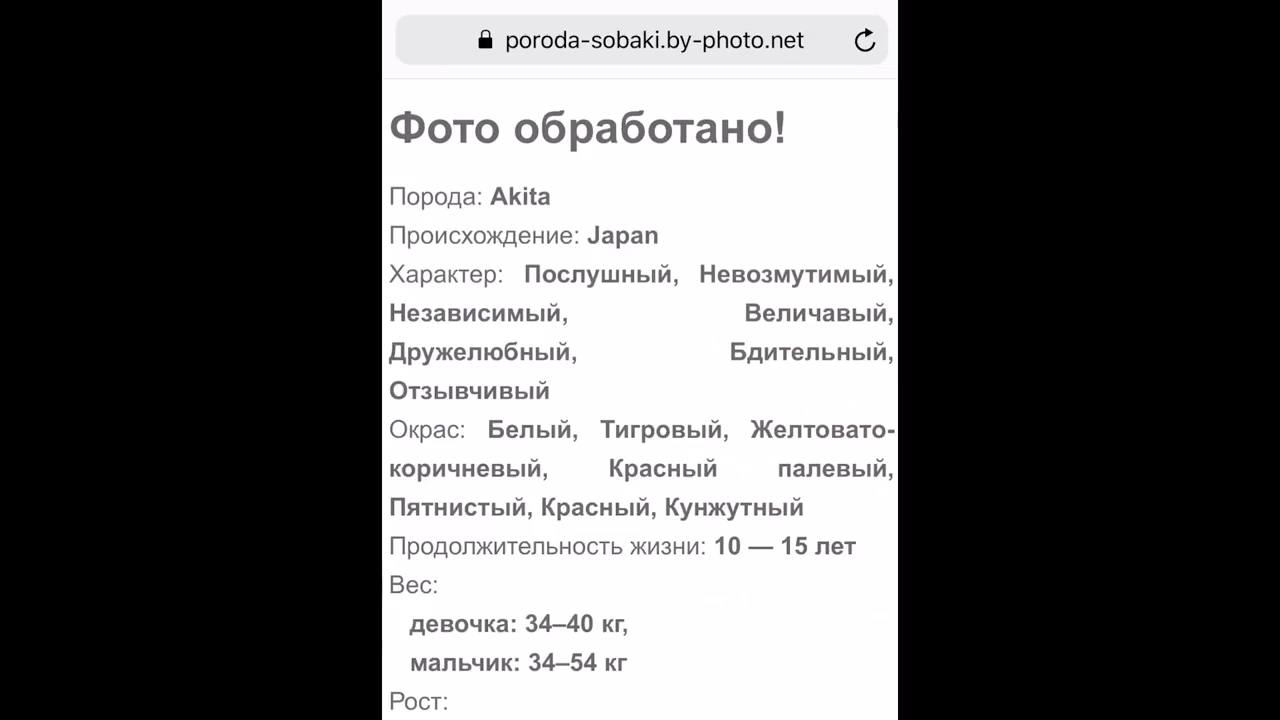 poroda-sobaki.by-photo.net
Фото обработано!
Порода: Akita
Происхождение: Japan
Характер: Послушный, Невозмутимый,
Независимый, Величавый,
Дружелюбный, Бдительный,
Отзывчивый
Окрас: Белый, Тигровый, Желтовато-
коричневый, Красный палевый,
Пятнистый, Красный, Кунжутный
Продолжительность жизни: 10 — 15 лет
Вес:
девочка: 34–40 кг,
мальчик: 34–54 кг
Рост: